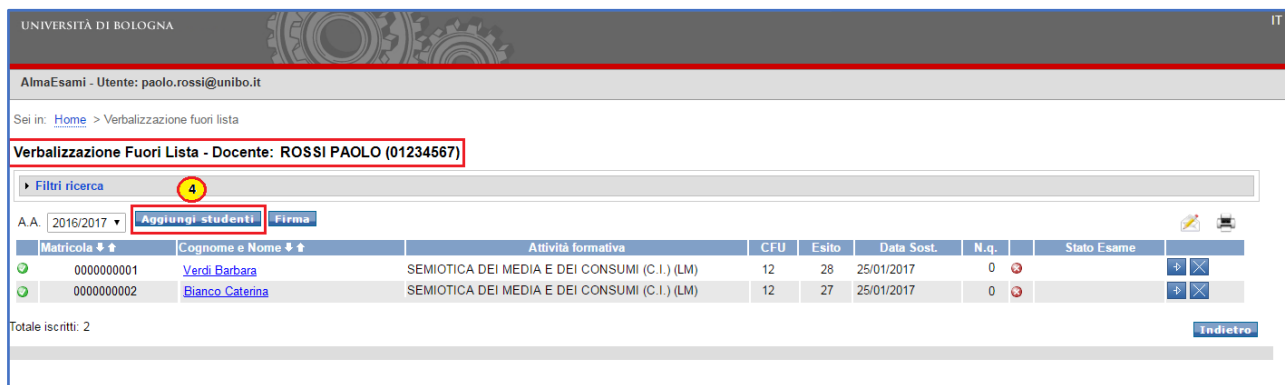 UNIVERSITÀ DI BOLOGNA IT
AlmaEsami - Utente: paolo.rossi@unibo.it
Sei in: Home > Verbalizzazione fuori lista
Verbalizzazione Fuori Lista - Docente: ROSSI PAOLO (01234567)
Filtri ricerca 4
A.A. 2016/2017 Aggiungi studenti Firma
Matricola Cognome e Nome Attività formativa CFU Esito Data Sost. N.q. Stato Esame
0000000001 Verdi Barbara SEMIOTICA DEI MEDIA E DEI CONSUMI (C.I.) (LM) 12 28 25/01/2017 0
0000000002 Bianco Caterina SEMIOTICA DEI MEDIA E DEI CONSUMI (C.I.) (LM) 12 27 25/01/2017 0
Totale iscritti: 2 Indietro